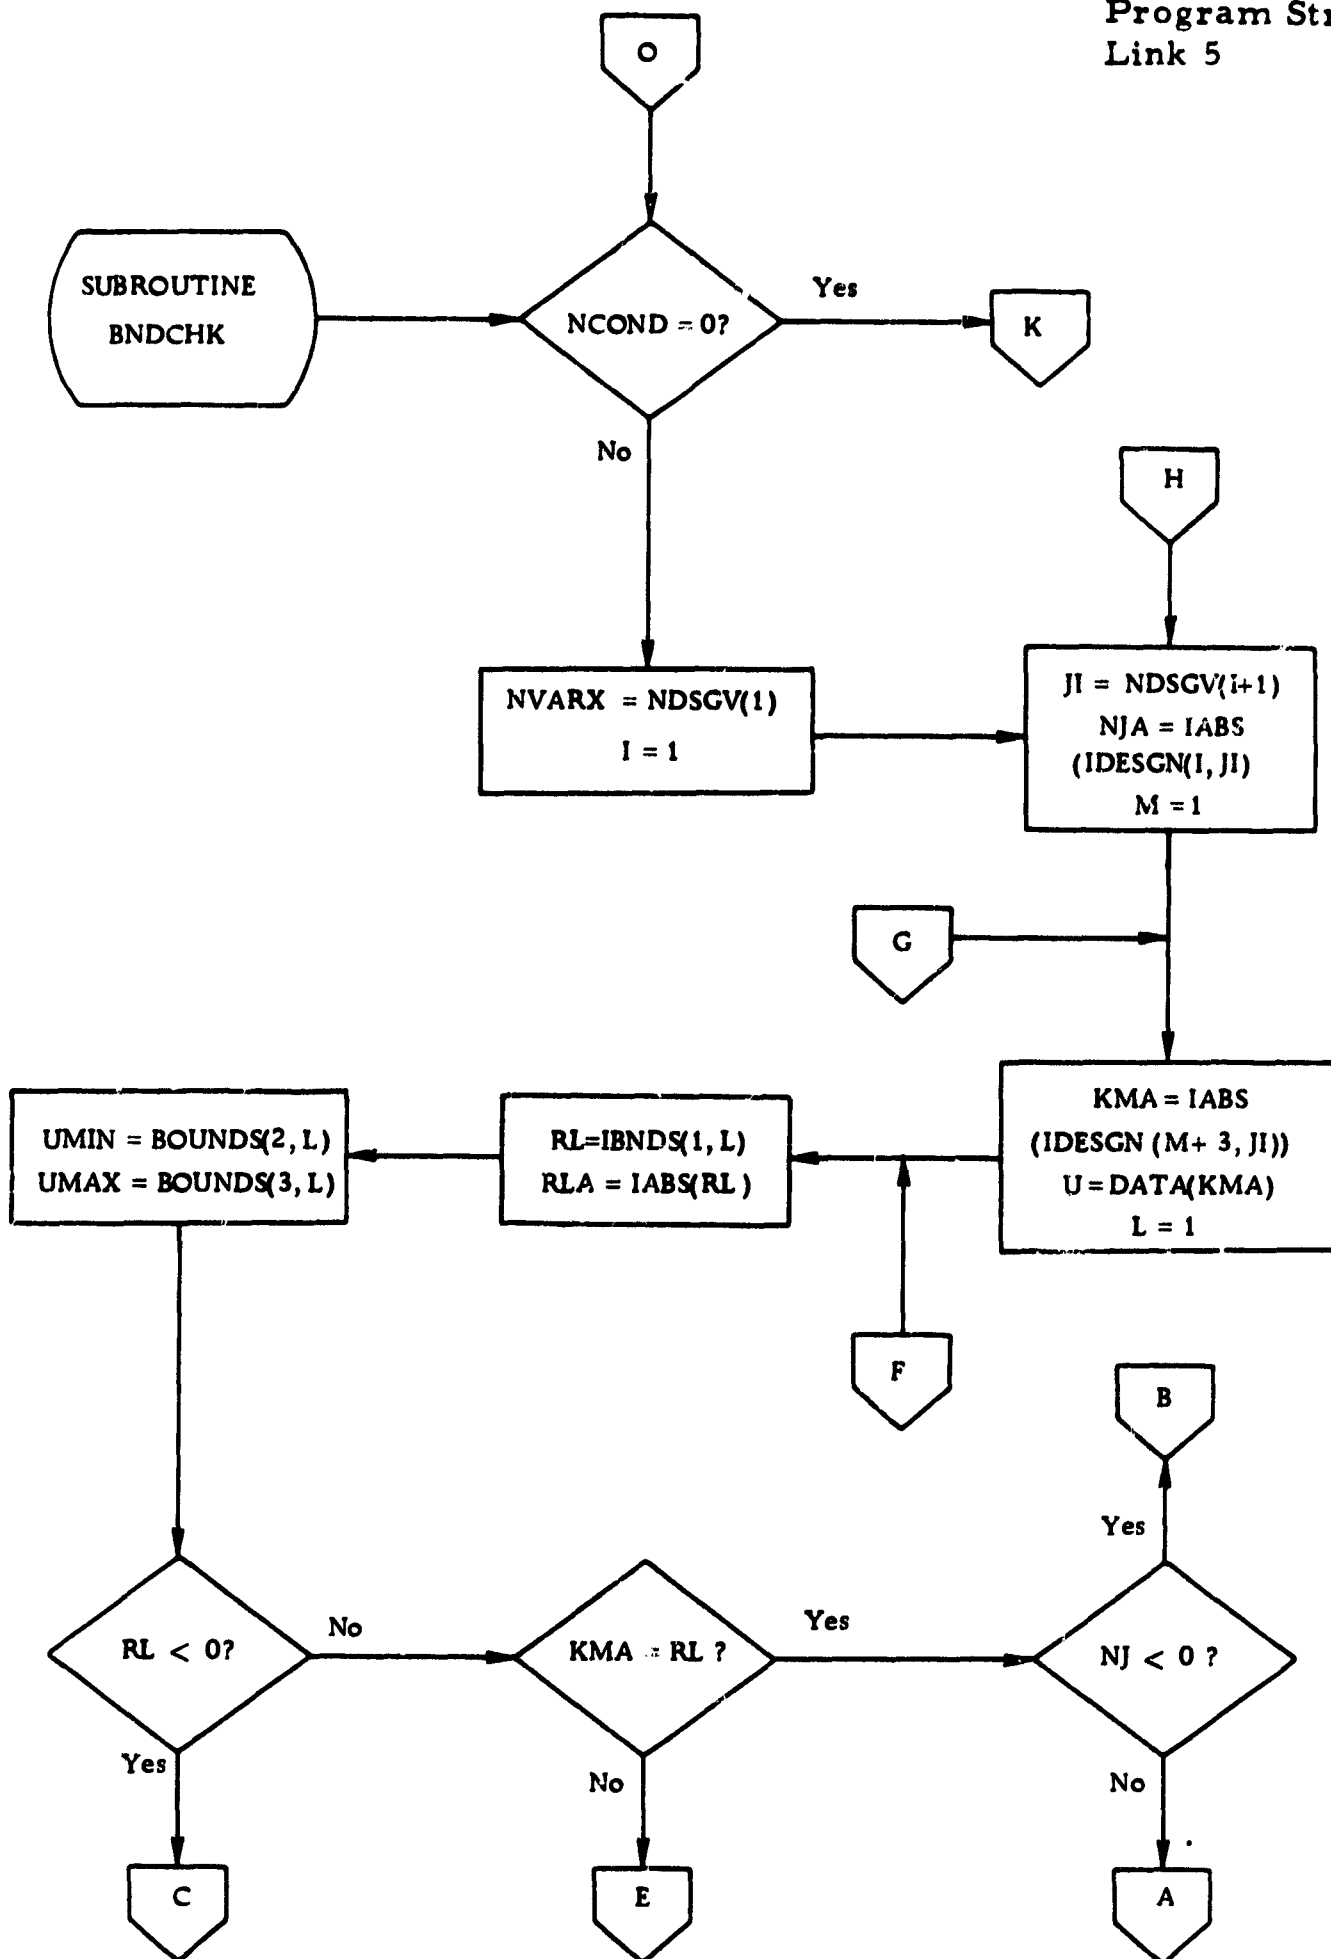 Program
Link 5
O
SUBROUTINE
BNDCHK
NCOND = 0?
Yes
K
No
H
NVARX = NDSGV(1)
I = 1
JI = NDSGV(i+1)
NJA = IABS
(IDESGN(I, JI)
M = 1
G
KMA = IABS
(IDESGN (M+ 3, JI))
U = DATA(KMA)
L = 1
RL=IBNDS(1, L)
RLA = IABS(RL)
UMIN = BOUNDS(2, L)
UMAX = BOUNDS(3, L)
F
B
Yes
RL < 0?
No
KMA = RL ?
Yes
NJ < 0 ?
Yes
No
No
C
E
A